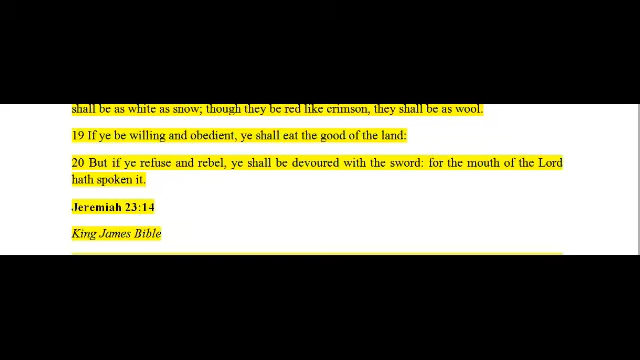 shall be as white as snow; though they be red like crimson, they shall be as wool.
19 If ye be willing and obedient, ye shall eat the good of the land:
20 But if ye refuse and rebel, ye shall be devoured with the sword: for the mouth of the Lord
hath spoken it.
Jeremiah 23:14
King James Bible